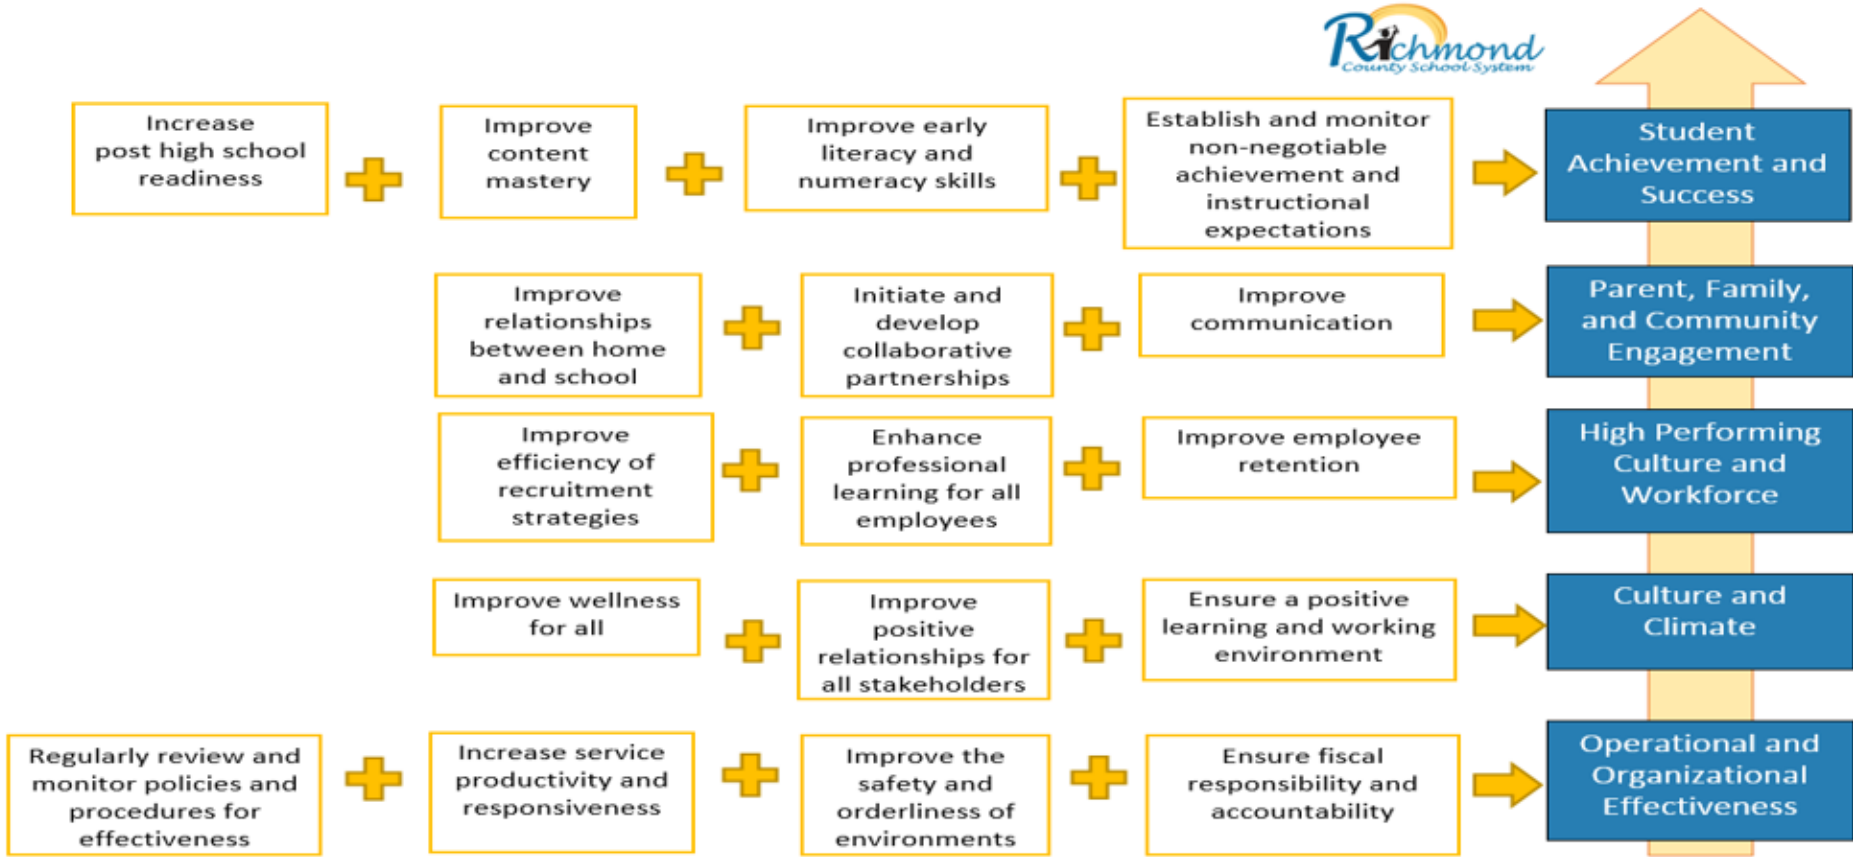 Richmond
County School System
Increase
post high school
readiness
Improve
content
mastery
Improve early
literacy and
numeracy skills
Establish and monitor
non-negotiable
achievement and
instructional
expectations
Student
Achievement and
Success
Improve
relationships
between home
and school
Initiate and
develop
collaborative
partnerships
Improve
communication
Parent, Family,
and Community
Engagement
Improve
efficiency of
recruitment
strategies
Enhance
professional
learning for all
employees
Improve employee
retention
High Performing
Culture and
Workforce
Improve wellness
for all
Improve
positive
relationships for
all stakeholders
Ensure a positive
learning and working
environment
Culture and
Climate
Regularly review and
monitor policies and
procedures for
effectiveness
Increase service
productivity and
responsiveness
Improve the
safety and
orderliness of
environments
Ensure fiscal
responsibility and
accountability
Operational and
Organizational
Effectiveness